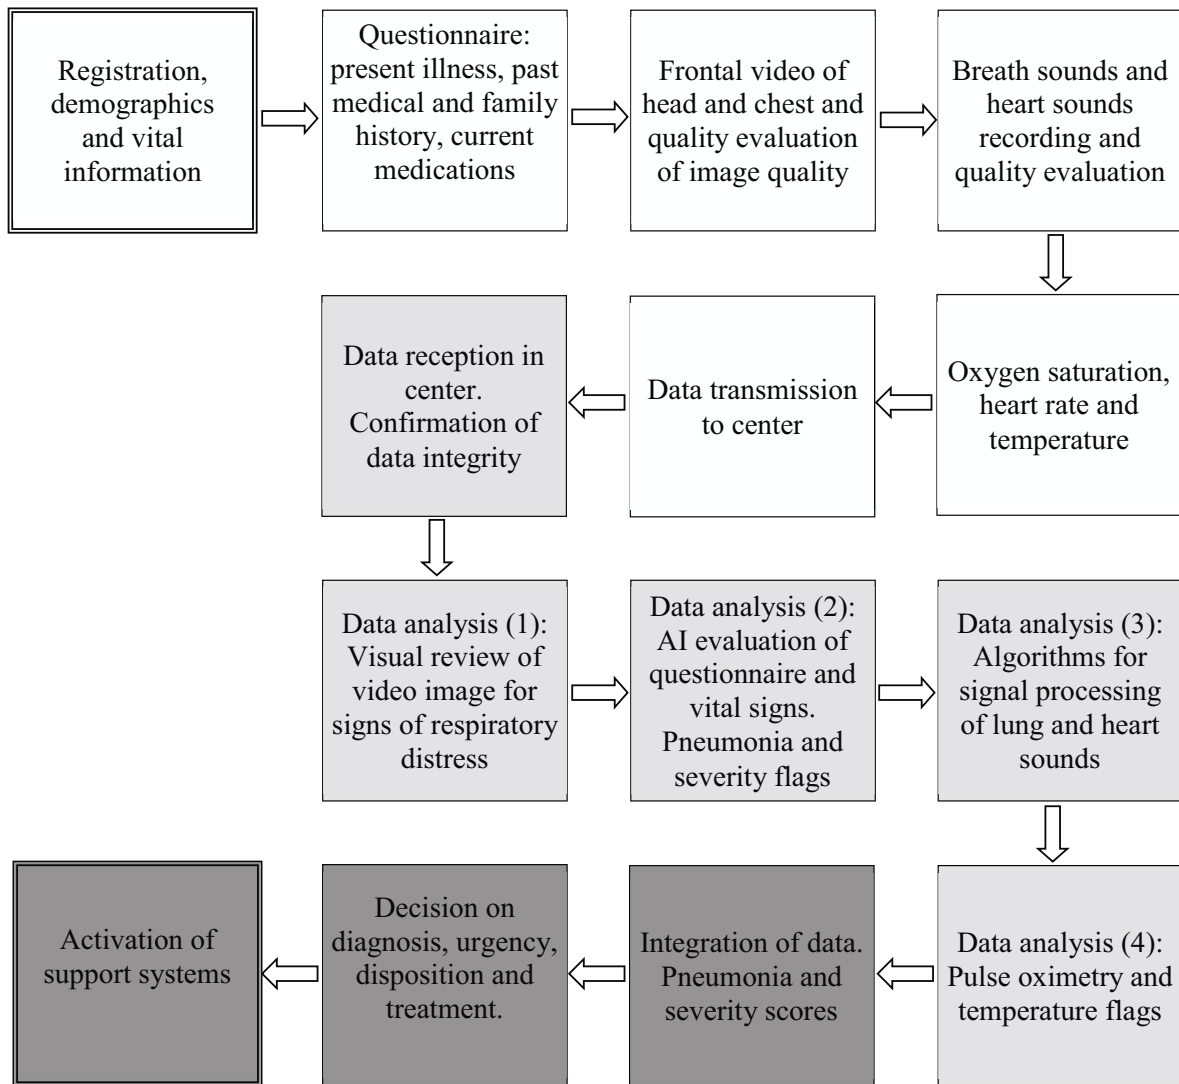 Registration,
demographics
and vital
information
Questionnaire:
present illness, past
medical and family
history, current
medications
Frontal video of
head and chest and
quality evaluation
of image quality
Breath sounds and
heart sounds
recording and
quality evaluation
Oxygen saturation,
heart rate and
temperature
Data transmission
to center
Data reception in
center.
Confirmation of
data integrity
Data analysis (1):
Visual review of
video image for
signs of respiratory
distress
Data analysis (2):
AI evaluation of
questionnaire and
vital signs.
Pneumonia and
severity flags
Data analysis (3):
Algorithms for
signal processing
of lung and heart
sounds
Data analysis (4):
Pulse oximetry and
temperature flags
Integration of data.
Pneumonia and
severity scores
Decision on
diagnosis, urgency,
disposition and
treatment.
Activation of
support systems